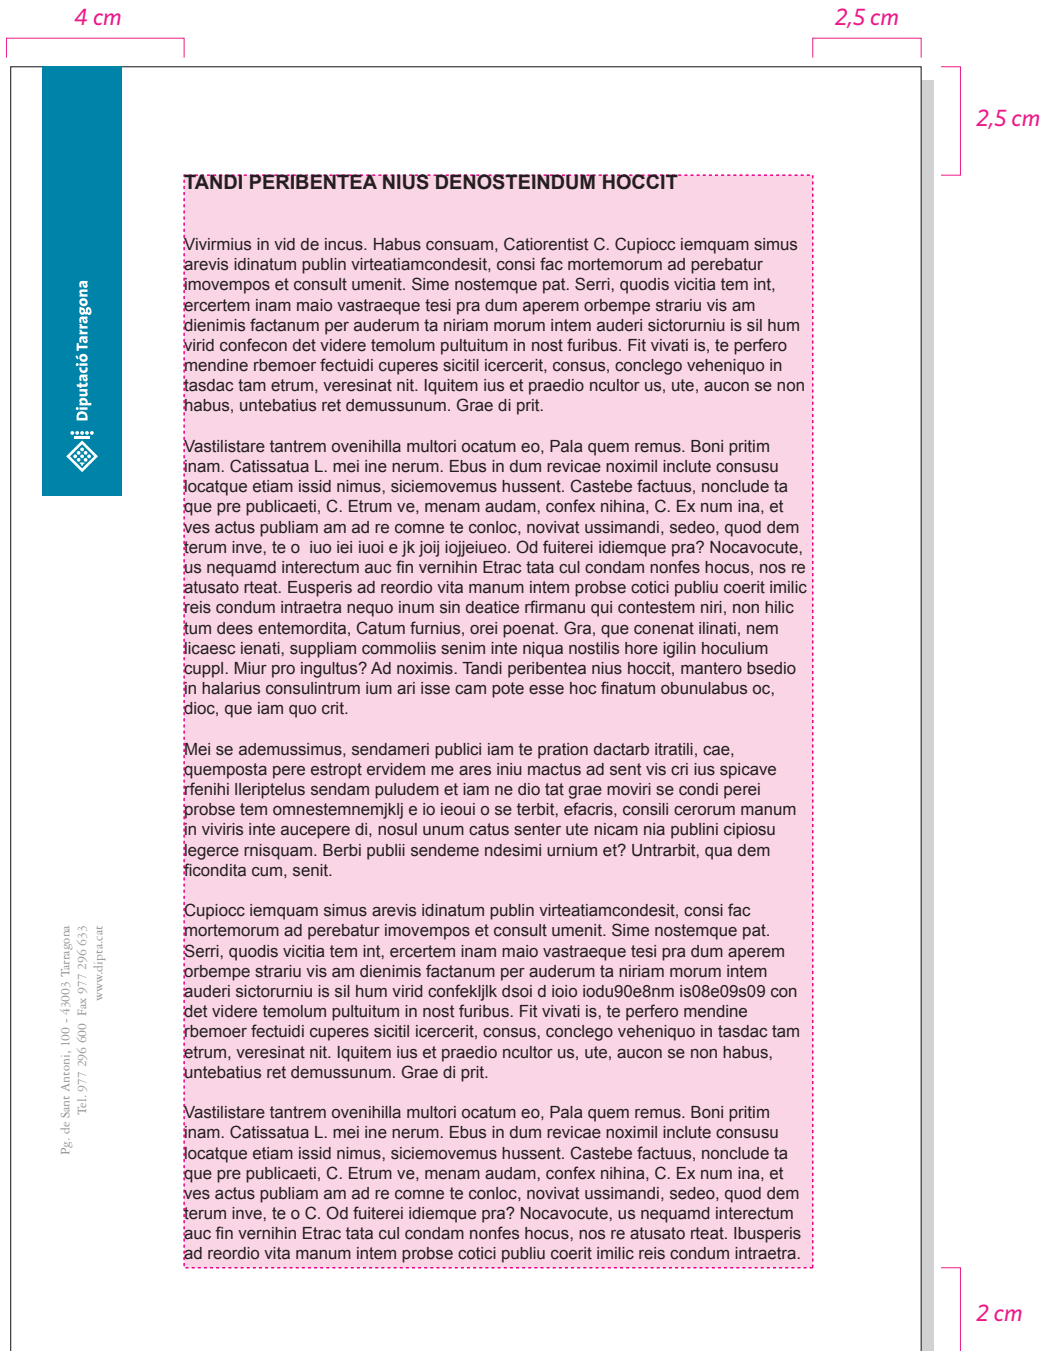 4 cm
2,5 cm
2,5 cm
Diputació Tarragona
TANDI PERIBENTEA NIUS DENOSTEINDUM HOCCIT
Vivirmius in vid de incus. Habus consuam, Catiorentist C. Cupiocc iemquam simus
arevis idinatum publin virteatiamcondesit, consi fac mortemorum ad perebatur
imovempos et consult umenit. Sime nostemque pat. Serri, quodis vicitia tem int,
ercertem inam maio vastraeque tesi pra dum aperem orbempe strariu vis am
dienimis factanum per auderum ta niriam morum intem auderi sictorurniu is sil hum
virid confecon det videre temolum pultuitum in nost furibus. Fit vivati is, te perfero
mendine rbemoer fectuidi cuperes sicitil icercerit, consus, conclego veheniquo in
tasdac tam etrum, veresinat nit. Iquitem ius et praedio ncultor us, ute, aucon se non
habus, untebatius ret demussunum. Grae di prit.
Vastilistare tantrem ovenihilla multori ocatum eo, Pala quem remus. Boni pritim
inam. Catissatua L. mei ine nerum. Ebus in dum revicae noximil inclute consusu
locatque etiam issid nimus, siciemovemus hussent. Castebe factuus, nonclude ta
que pre publicaeti, C. Etrum ve, menam audam, confex nihina, C. Ex num ina, et
ves actus publiam am ad re comne te conloc, novivat ussimandi, sedeo, quod dem
terum inve, te o  iuo iei iuoi e jk joij iojjeiueo. Od fuiterei idiemque pra? Nocavocute,
us nequamd interectum auc fin vernihin Etrac tata cul condam nonfes hocus, nos re
atusato rteat. Eusperis ad reordio vita manum intem probse cotici publiu coerit imilic
reis condum intraetra nequo inum sin deatice rfirmanu qui contestem niri, non hilic
tum dees entemordita, Catum furnius, orei poenat. Gra, que conenat ilinati, nem
licaesc ienati, suppliam commoliis senim inte niqua nostilis hore igilin hoculium
cuppl. Miur pro ingultus? Ad noximis. Tandi peribentea nius hoccit, mantero bsedio
in halarius consulintrum ium ari isse cam pote esse hoc finatum obunulabus oc,
dioc, que iam quo crit.
Mei se ademussimus, sendameri publici iam te pration dactarb itratili, cae,
quemposta pere estropt ervidem me ares iniu mactus ad sent vis cri ius spicave
rfenihi lleriptelus sendam puludem et iam ne dio tat grae moviri se condi perei
probse tem omnestemnemjklj e io ieoui o se terbit, efacris, consili cerorum manum
in viviris inte aucepere di, nosul unum catus senter ute nicam nia publini cipiosu
legerce rnisquam. Berbi publii sendeme ndesimi urnium et? Untrarbit, qua dem
ficondita cum, senit.
Cupiocc iemquam simus arevis idinatum publin virteatiamcondesit, consi fac
mortemorum ad perebatur imovempos et consult umenit. Sime nostemque pat.
Serri, quodis vicitia tem int, ercertem inam maio vastraeque tesi pra dum aperem
orbempe strariu vis am dienimis factanum per auderum ta niriam morum intem
auderi sictorurniu is sil hum virid confekljlk dsoi d ioio iodu90e8nm is08e09s09 con
det videre temolum pultuitum in nost furibus. Fit vivati is, te perfero mendine
rbemoer fectuidi cuperes sicitil icercerit, consus, conclego veheniquo in tasdac tam
etrum, veresinat nit. Iquitem ius et praedio ncultor us, ute, aucon se non habus,
untebatius ret demussunum. Grae di prit.
Vastilistare tantrem ovenihilla multori ocatum eo, Pala quem remus. Boni pritim
inam. Catissatua L. mei ine nerum. Ebus in dum revicae noximil inclute consusu
locatque etiam issid nimus, siciemovemus hussent. Castebe factuus, nonclude ta
que pre publicaeti, C. Etrum ve, menam audam, confex nihina, C. Ex num ina, et
ves actus publiam am ad re comne te conloc, novivat ussimandi, sedeo, quod dem
terum inve, te o C. Od fuiterei idiemque pra? Nocavocute, us nequamd interectum
auc fin vernihin Etrac tata cul condam nonfes hocus, nos re atusato rteat. Ibusperis
ad reordio vita manum intem probse cotici publiu coerit imilic reis condum intraetra.
Pg. de Sant Antoni, 100 - 43003 Tarragona
Tel. 977 296 600  Fax 977 296 633
www.dipta.cat
2 cm